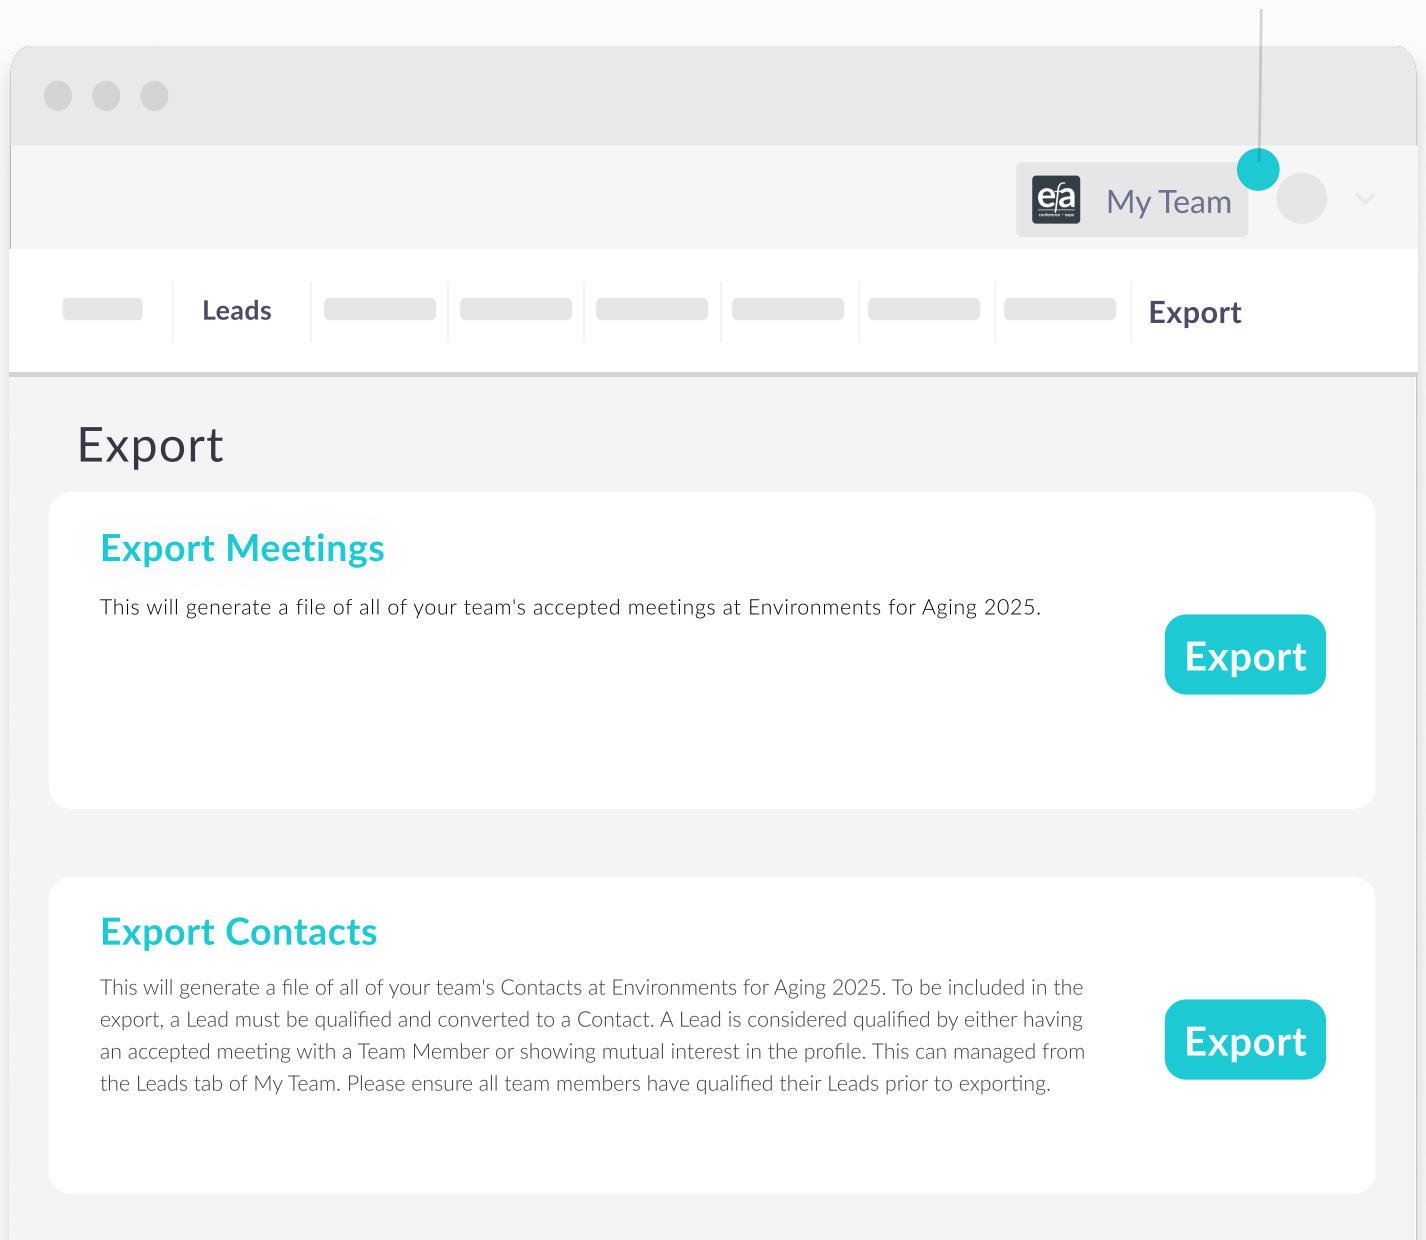 efa
conference + expo
My Team
Leads
Export
Export
Export Meetings
This will generate a file of all of your team's accepted meetings at Environments for Aging 2025.
Export
Export Contacts
This will generate a file of all of your team's Contacts at Environments for Aging 2025. To be included in the
export, a Lead must be qualified and converted to a Contact. A Lead is considered qualified by either having
an accepted meeting with a Team Member or showing mutual interest in the profile. This can managed from
the Leads tab of My Team. Please ensure all team members have qualified their Leads prior to exporting.
Export